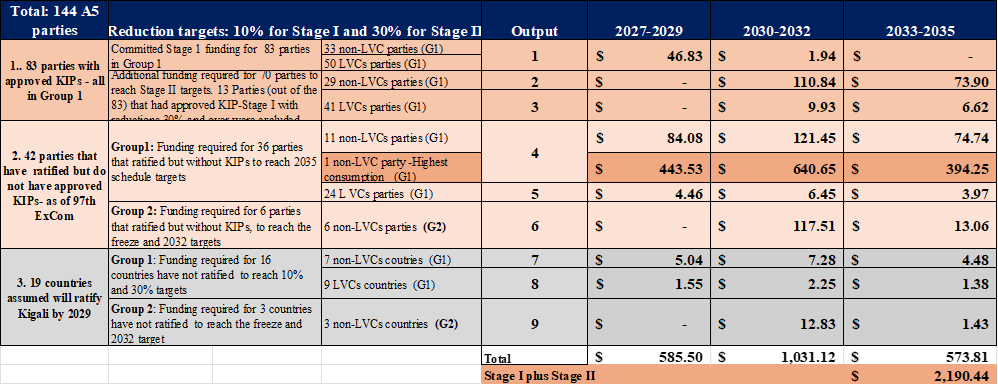 Total: 144 A5 parties
Reduction targets: 10% for Stage I and 30% for Stage II
Output
2027-2029
2030-2032
2033-2035
1.. 83 parties with approved KIPs - all in Group 1
Committed Stage 1 funding for 83 parties in Group 1
33 non-LVC parties (G1)
50 LVCs parties (G1)
1
$ 46.83
$ 1.94
$ -
Additional funding required for 70 parties to reach Stage II targets. 13 Parties (out of the 83) that had approved KIP-Stage I with reductions 30% and over were excluded
29 non-LVC parties (G1)
2
$ -
$ 110.84
$ 73.90
41 LVCs parties (G1)
3
$ -
$ 9.93
$ 6.62
2. 42 parties that have ratified but do not have approved KIPs- as of 97th ExCom
Group1: Funding required for 36 parties that ratified but without KIPs to reach 2035 schedule targets
11 non-LVC parties (G1)
4
$ 84.08
$ 121.45
$ 74.74
1 non-LVC party -Highest consumption (G1)
$ 443.53
$ 640.65
$ 394.25
24 L VCs parties (G1)
5
$ 4.46
$ 6.45
$ 3.97
Group 2: Funding required for 6 parties that ratified but without KIPs, to reach the freeze and 2032 targets
6 non-LVCs parties (G2)
6
$ -
$ 117.51
$ 13.06
3. 19 countries assumed will ratify Kigali by 2029
Group 1: Funding required for 16 countries have not ratified to reach 10% and 30% targets
7 non-LVCs coutries (G1)
7
$ 5.04
$ 7.28
$ 4.48
9 LVCs countries (G1)
8
$ 1.55
$ 2.25
$ 1.38
Group 2: Funding required for 3 countries have not ratified to reach the freeze and 2032 target
3 non-LVCs countries (G2)
9
$ -
$ 12.83
$ 1.43
Total
$ 585.50
$ 1,031.12
$ 573.81
Stage I plus Stage II
$ 2,190.44